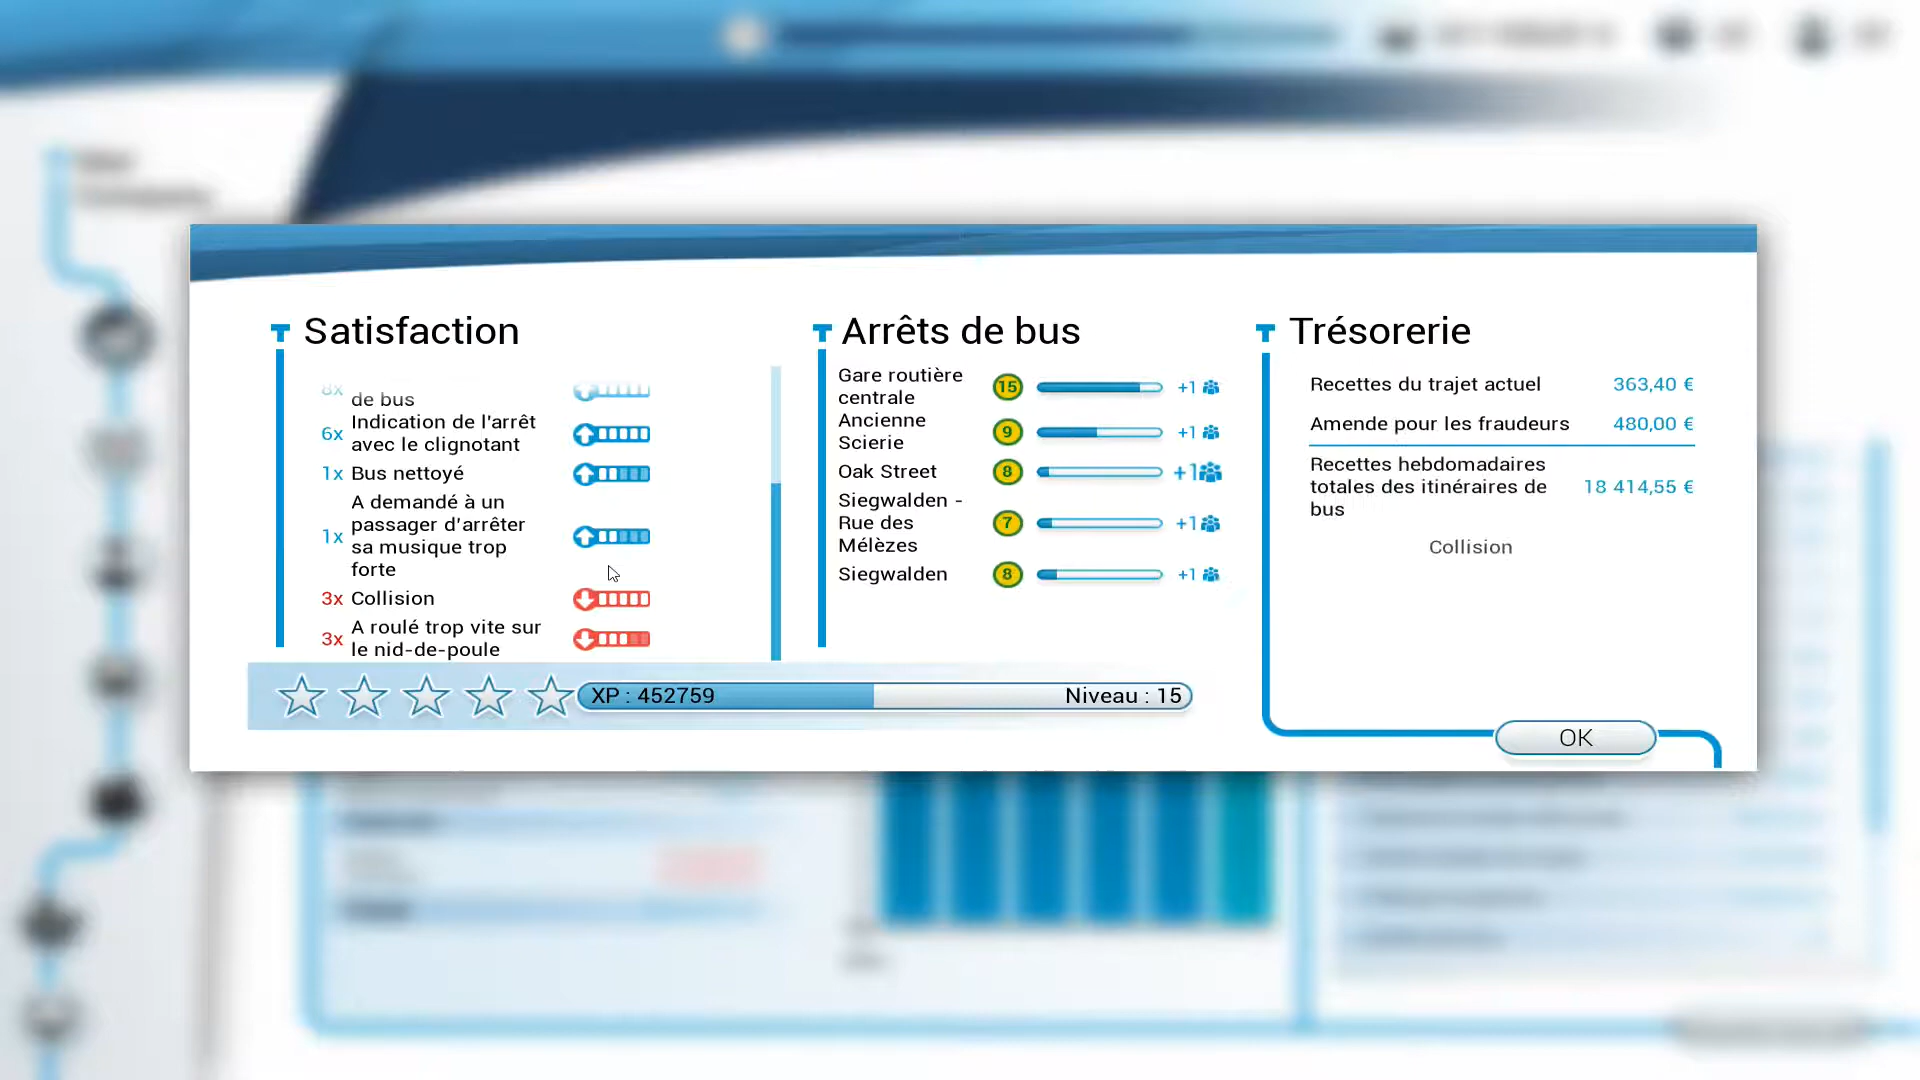 Satisfaction
8x
de bus
6x Indication de l'arrêt
avec le clignotant
1x Bus nettoyé
1x A demandé à un
passager d'arrêter
sa musique trop
forte
3x Collision
3x A roulé trop vite sur
le nid-de-poule
XP : 452759 Niveau : 15
Arrêts de bus
Gare routière
centrale 15 +1
Ancienne
Scierie 9 +1
Oak Street 8 +1
Siegwalden -
Rue des
Mélèzes 7 +1
Siegwalden 8 +1
Trésorerie
Recettes du trajet actuel 363,40 €
Amende pour les fraudeurs 480,00 €
Recettes hebdomadaires
totales des itinéraires de
bus 18 414,55 €
Collision
OK